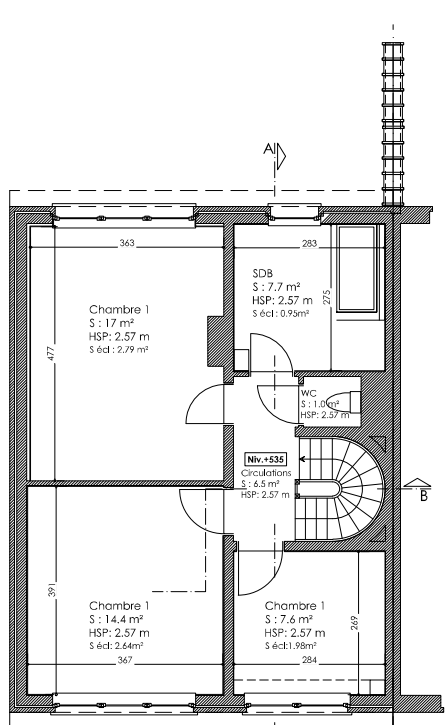 A
363
283
SDB
S : 7.7 m²
HSP: 2.57 m
S écl : 0.95m²
275
Chambre 1
S : 17 m²
HSP: 2.57 m
S écl : 2.79 m²
477
WC
S : 1.0 m²
HSP: 2.57 m
Niv.+535
Circulations
S : 6.5 m²
HSP: 2.57 m
B
391
Chambre 1
S : 14.4 m²
HSP: 2.57 m
S écl: 2.64m²
367
Chambre 1
S : 7.6 m²
HSP: 2.57 m
S écl:1.98m²
269
284